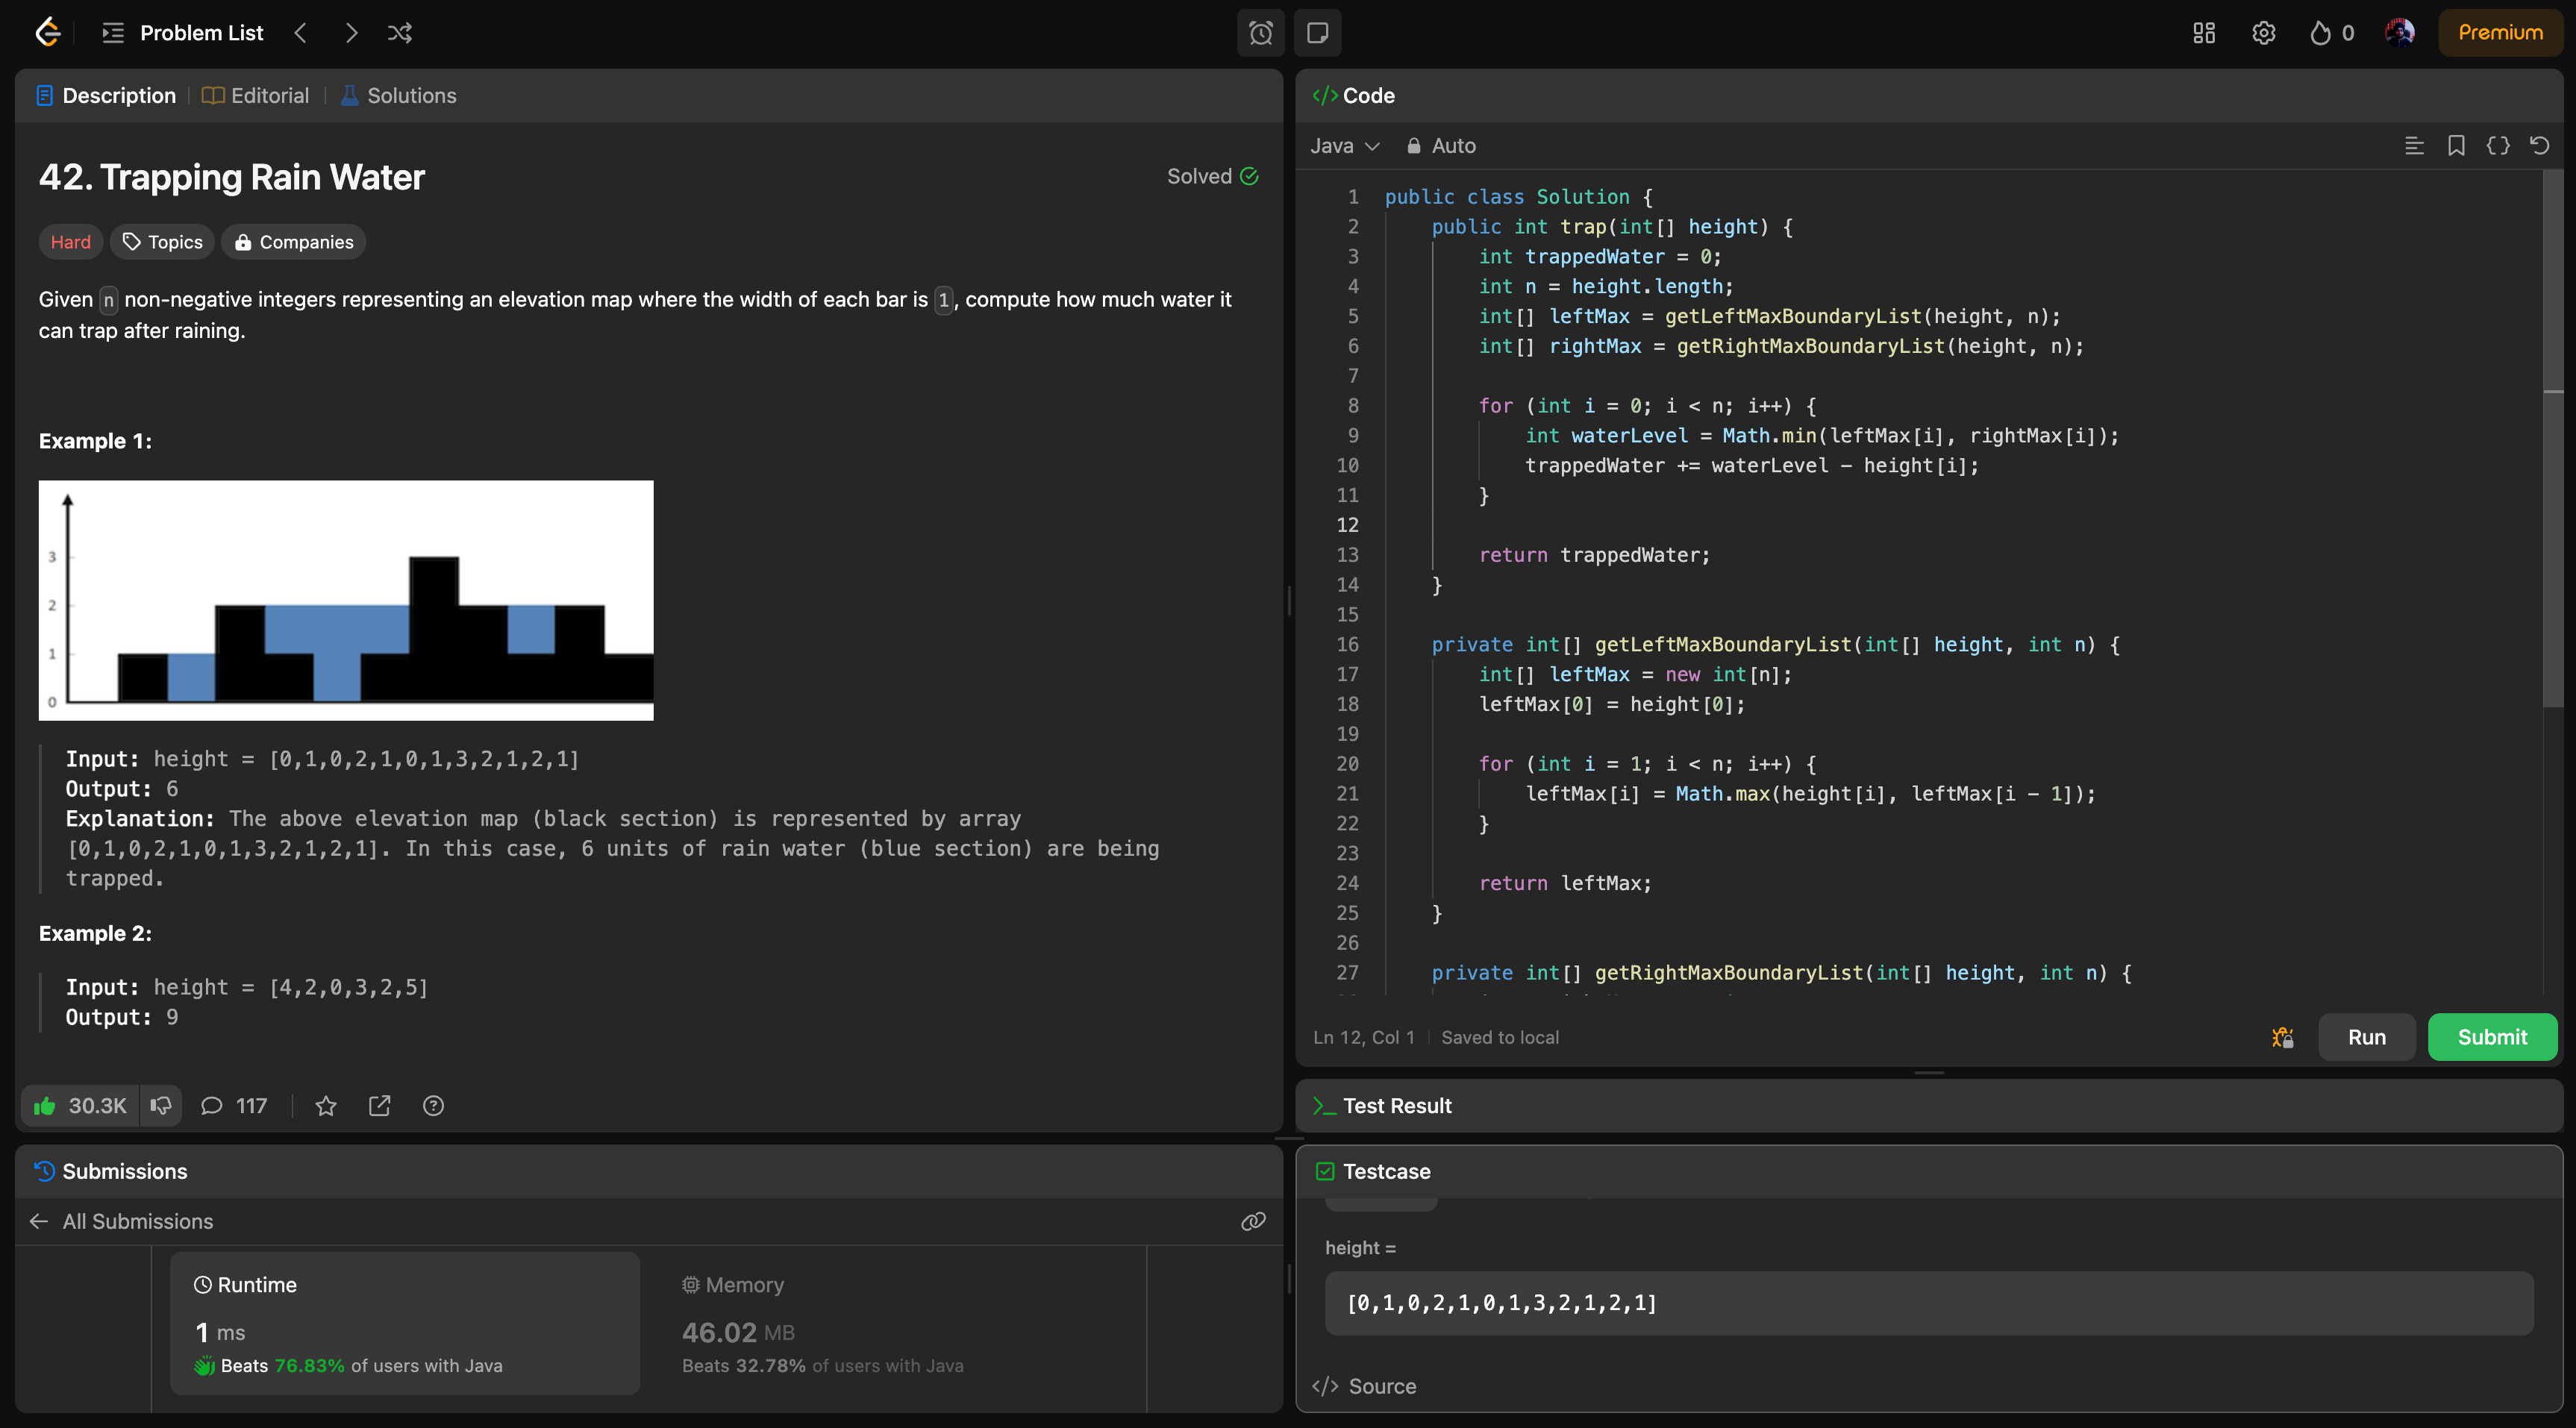 Problem List
0
Premium
Description
Editorial
Solutions
42. Trapping Rain Water
Solved
Hard
Topics
Companies
Given n non-negative integers representing an elevation map where the width of each bar is 1, compute how much water it
can trap after raining.
Example 1:
3
2
1
0
Input: height = [0,1,0,2,1,0,1,3,2,1,2,1]
Output: 6
Explanation: The above elevation map (black section) is represented by array
[0,1,0,2,1,0,1,3,2,1,2,1]. In this case, 6 units of rain water (blue section) are being
trapped.
Example 2:
Input: height = [4,2,0,3,2,5]
Output: 9
30.3K
117
Submissions
All Submissions
Runtime
1 ms
Beats 76.83% of users with Java
Memory
46.02 MB
Beats 32.78% of users with Java
</> Code
Java
Auto
1 public class Solution {
2 public int trap(int[] height) {
3 int trappedWater = 0;
4 int n = height.length;
5 int[] leftMax = getLeftMaxBoundaryList(height, n);
6 int[] rightMax = getRightMaxBoundaryList(height, n);
7
8 for (int i = 0; i < n; i++) {
9 int waterLevel = Math.min(leftMax[i], rightMax[i]);
10 trappedWater += waterLevel - height[i];
11 }
12
13 return trappedWater;
14 }
15
16 private int[] getLeftMaxBoundaryList(int[] height, int n) {
17 int[] leftMax = new int[n];
18 leftMax[0] = height[0];
19
20 for (int i = 1; i < n; i++) {
21 leftMax[i] = Math.max(height[i], leftMax[i - 1]);
22 }
23
24 return leftMax;
25 }
26
27 private int[] getRightMaxBoundaryList(int[] height, int n) {
Ln 12, Col 1
Saved to local
Run
Submit
Test Result
Testcase
height =
[0,1,0,2,1,0,1,3,2,1,2,1]
</> Source